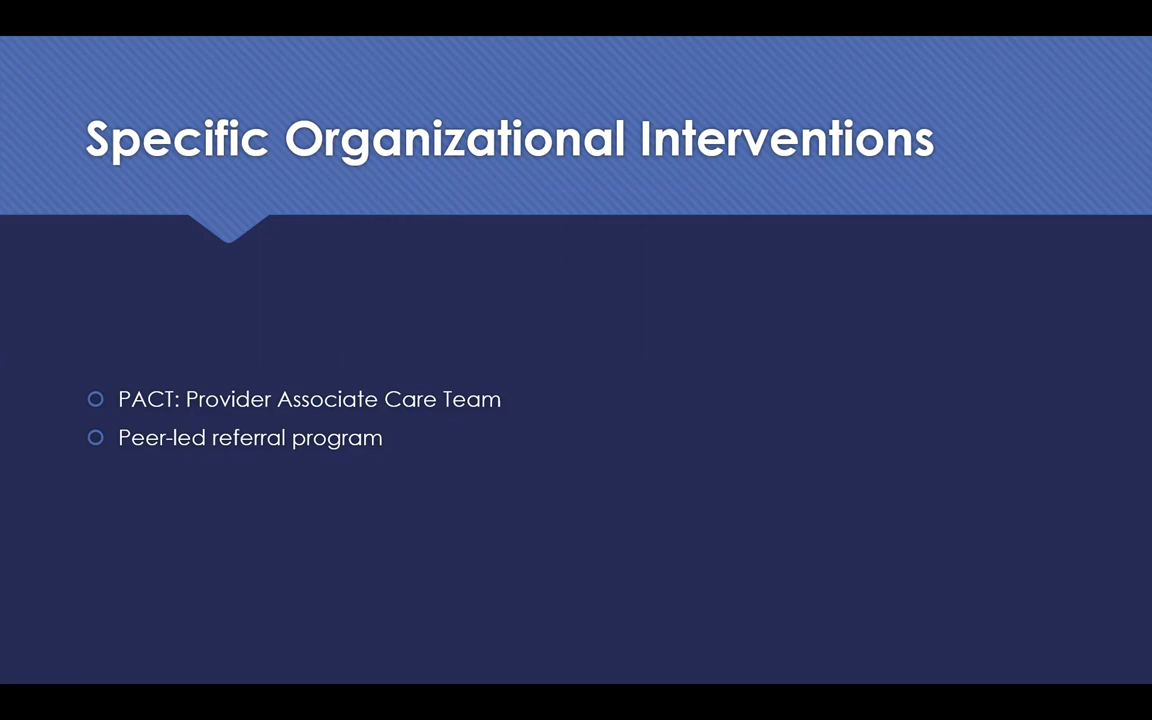 Specific Organizational Interventions
PACT: Provider Associate Care Team
Peer-led referral program